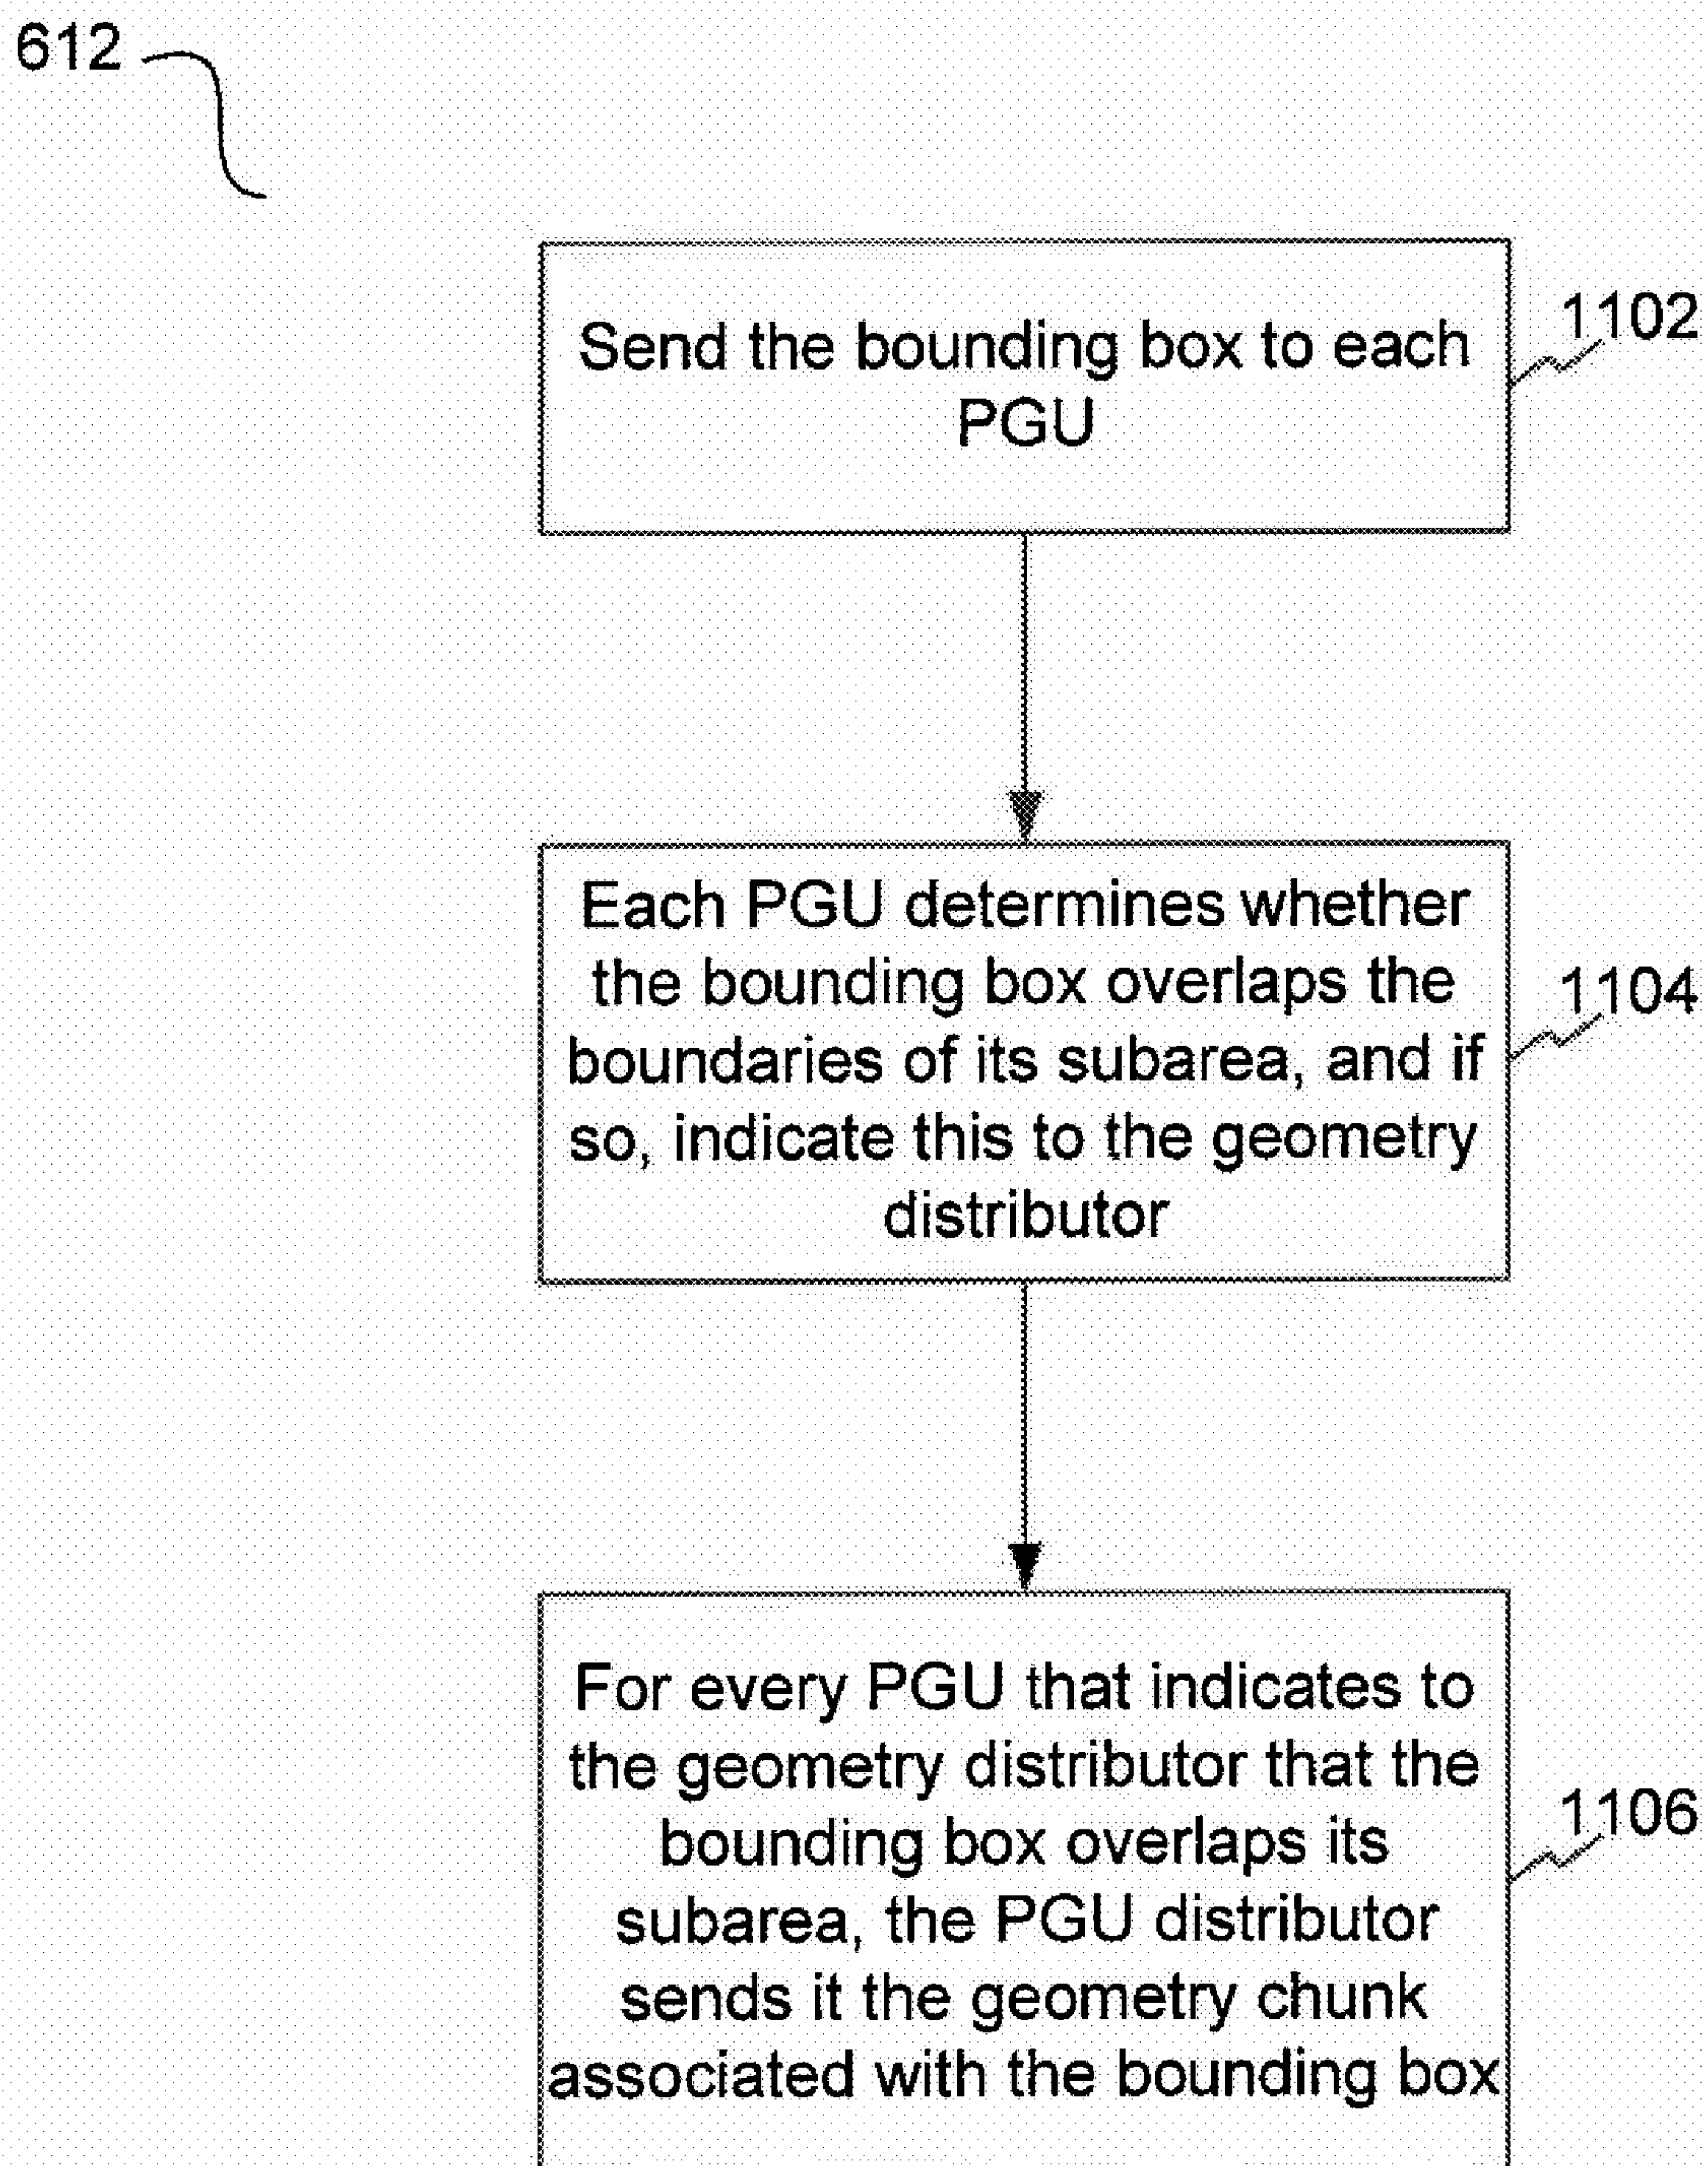 612
Send the bounding box to each
PGU
1102
Each PGU determines whether
the bounding box overlaps the
boundaries of its subarea, and if
so, indicate this to the geometry
distributor
1104
For every PGU that indicates to
the geometry distributor that the
bounding box overlaps its
subarea, the PGU distributor
sends it the geometry chunk
associated with the bounding box
1106